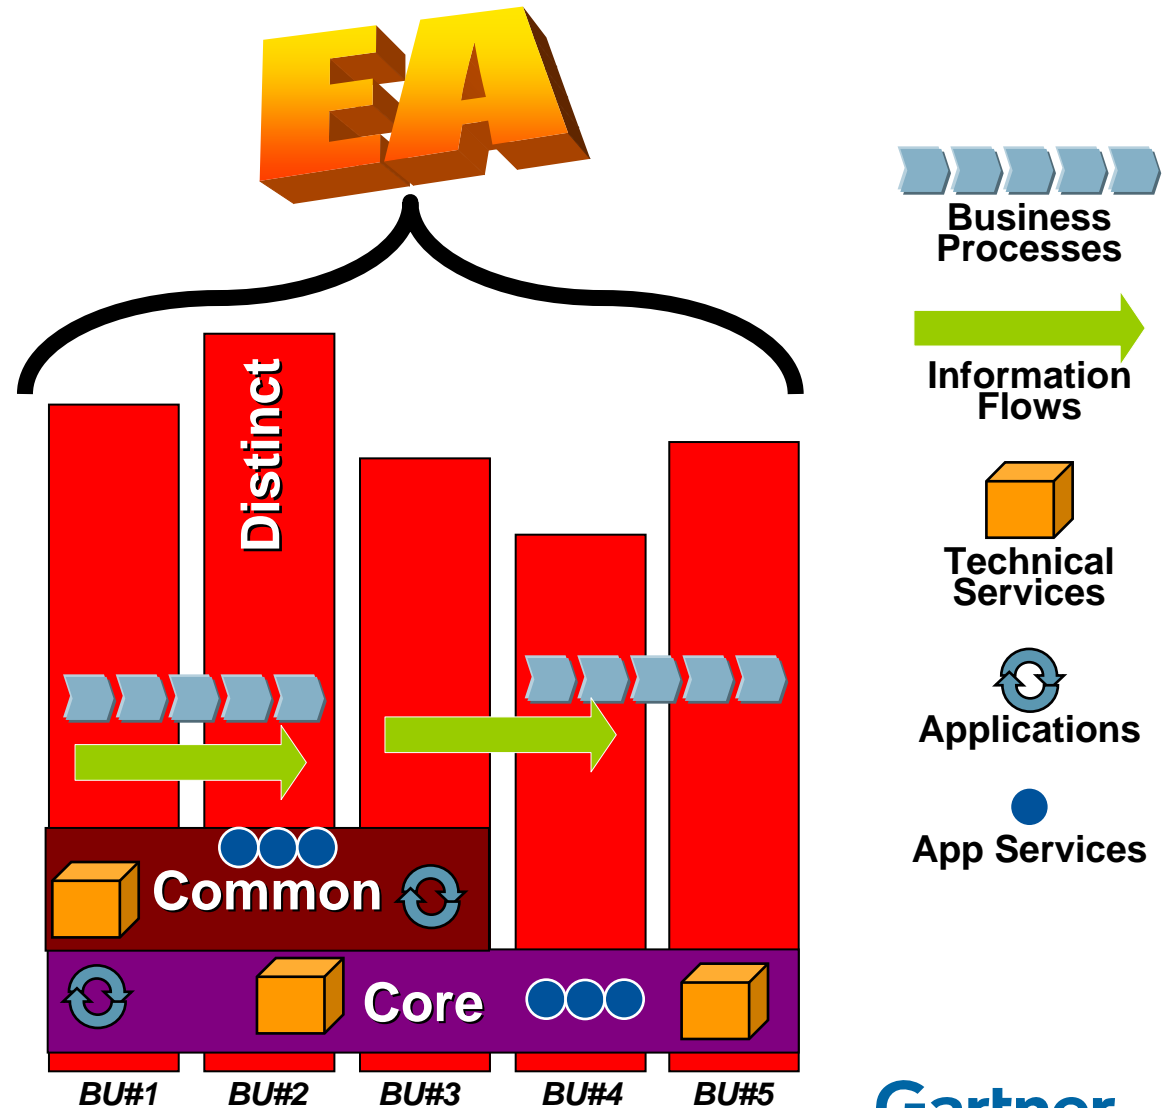 EA
Distinct
Common
Core
BU#1 BU#2 BU#3 BU#4 BU#5
Business
Processes
Information
Flows
Technical
Services
Applications
App Services
Gartner